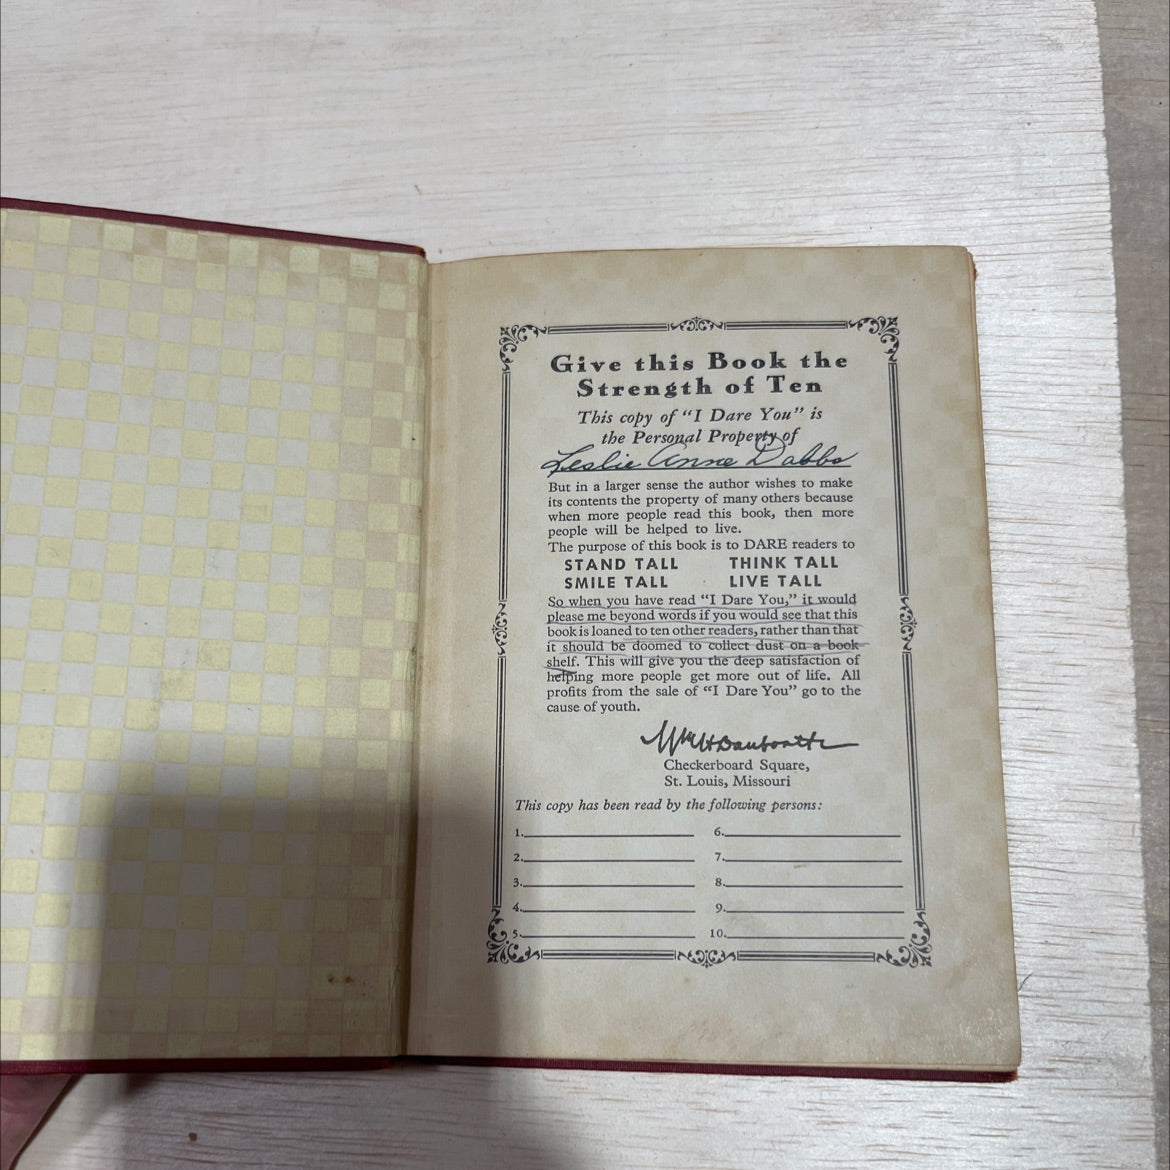 Give this Book the
Strength of Ten
This copy of "I Dare You" is
the Personal Property of
Leslie Anne Dabbs
But in a larger sense the author wishes to make
its contents the property of many others because
when more people read this book, then more
people will be helped to live.
The purpose of this book is to DARE readers to
STAND TALL THINK TALL
SMILE TALL LIVE TALL
So when you have read "I Dare You," it would
please me beyond words if you would see that this
book is loaned to ten other readers, rather than that
it should be doomed to collect dust on a book
shelf. This will give you the deep satisfaction of
helping more people get more out of life. All
profits from the sale of "I Dare You" go to the
cause of youth.
Wm H Danforth
Checkerboard Square,
St. Louis, Missouri
This copy has been read by the following persons:
1. 6.
2. 7.
3. 8.
4. 9.
5. 10.